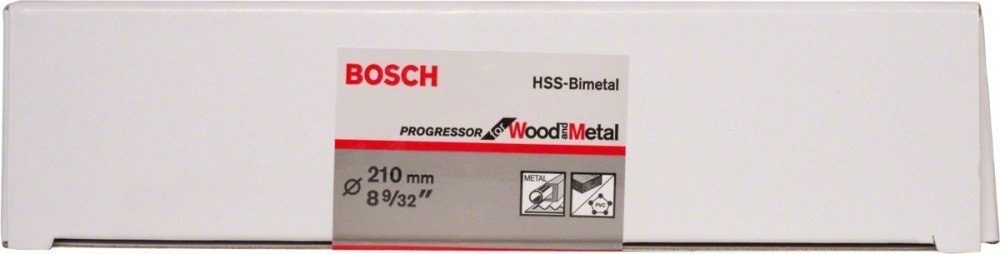 BOSCH
HSS-Bimetal
PROGRESSOR for Wood and Metal
Ø 210 mm
8 9/32"
METAL
PVC